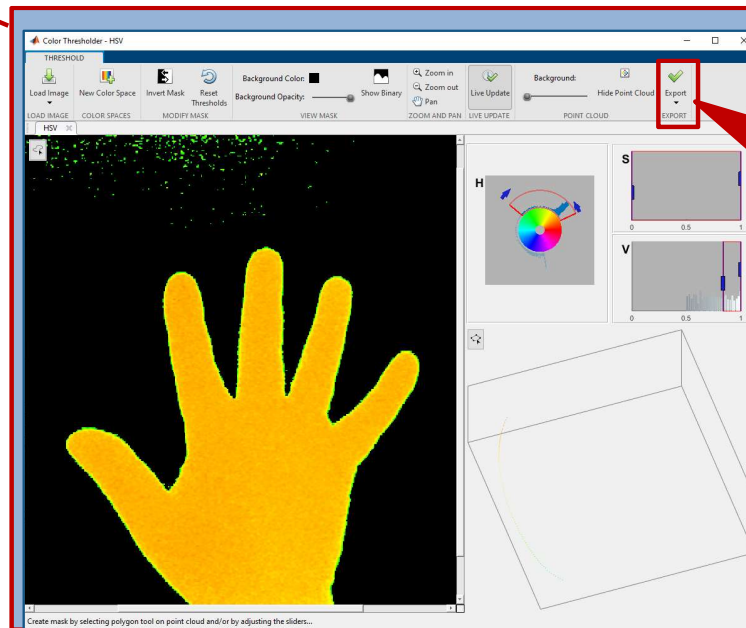 Color Thresholder - HSV
THRESHOLD
Load Image
New Color Space
Invert Mask
Reset Thresholds
Background Color:
Background Opacity:
Show Binary
Zoom in
Zoom out
Pan
Live Update
Background:
Hide Point Cloud
Export
LOAD IMAGE
COLOR SPACES
MODIFY MASK
VIEW MASK
ZOOM AND PAN
LIVE UPDATE
POINT CLOUD
EXPORT
HSV
H
S
0 0.5 1
V
0 0.5 1
Create mask by selecting polygon tool on point cloud and/or by adjusting the sliders...